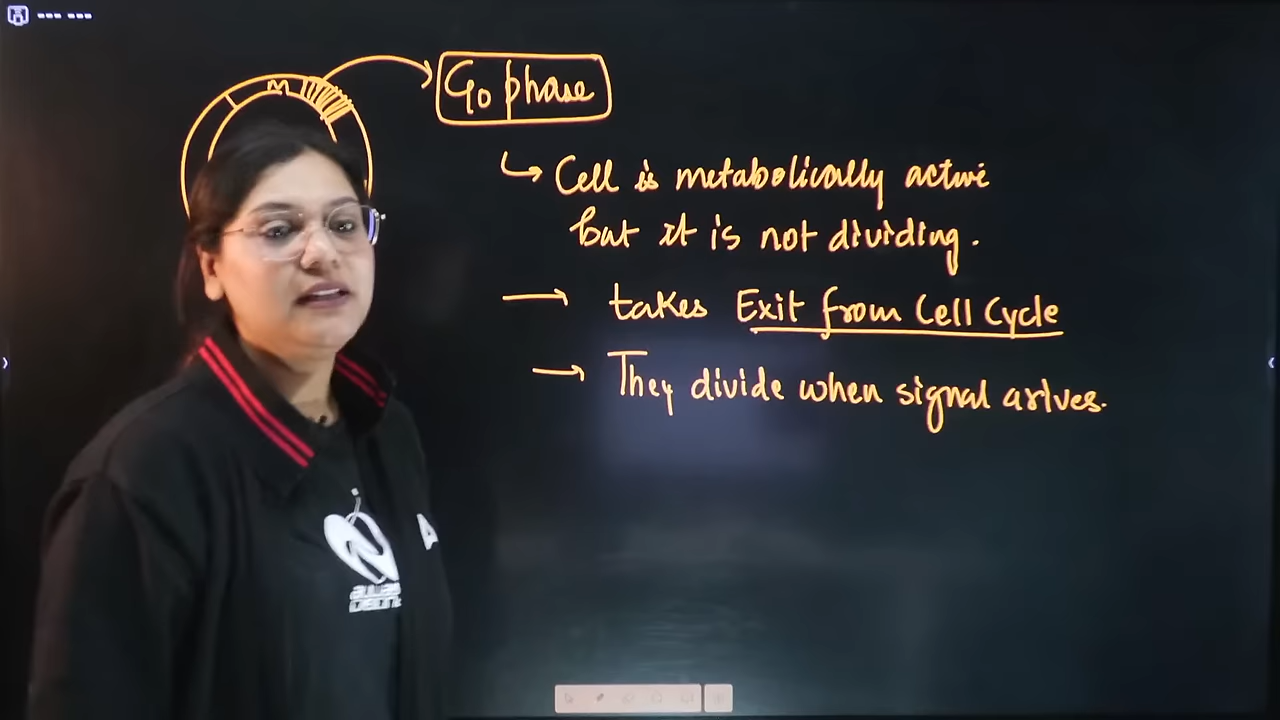 M
G0 phase
Cell is metabolically active
but it is not dividing.
takes Exit from Cell Cycle
They divide when signal arives.